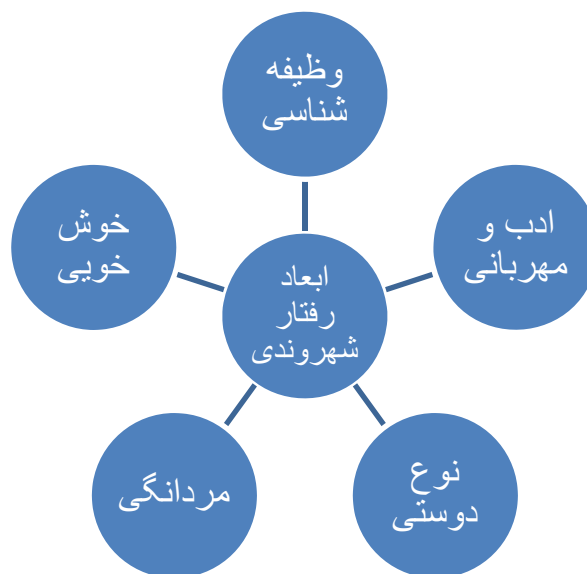 وظیفه
شناسی
ادب و
مهربانی
نوع
دوستی
مردانگی
خوش
خویی
ابعاد
رفتار
شهروندی